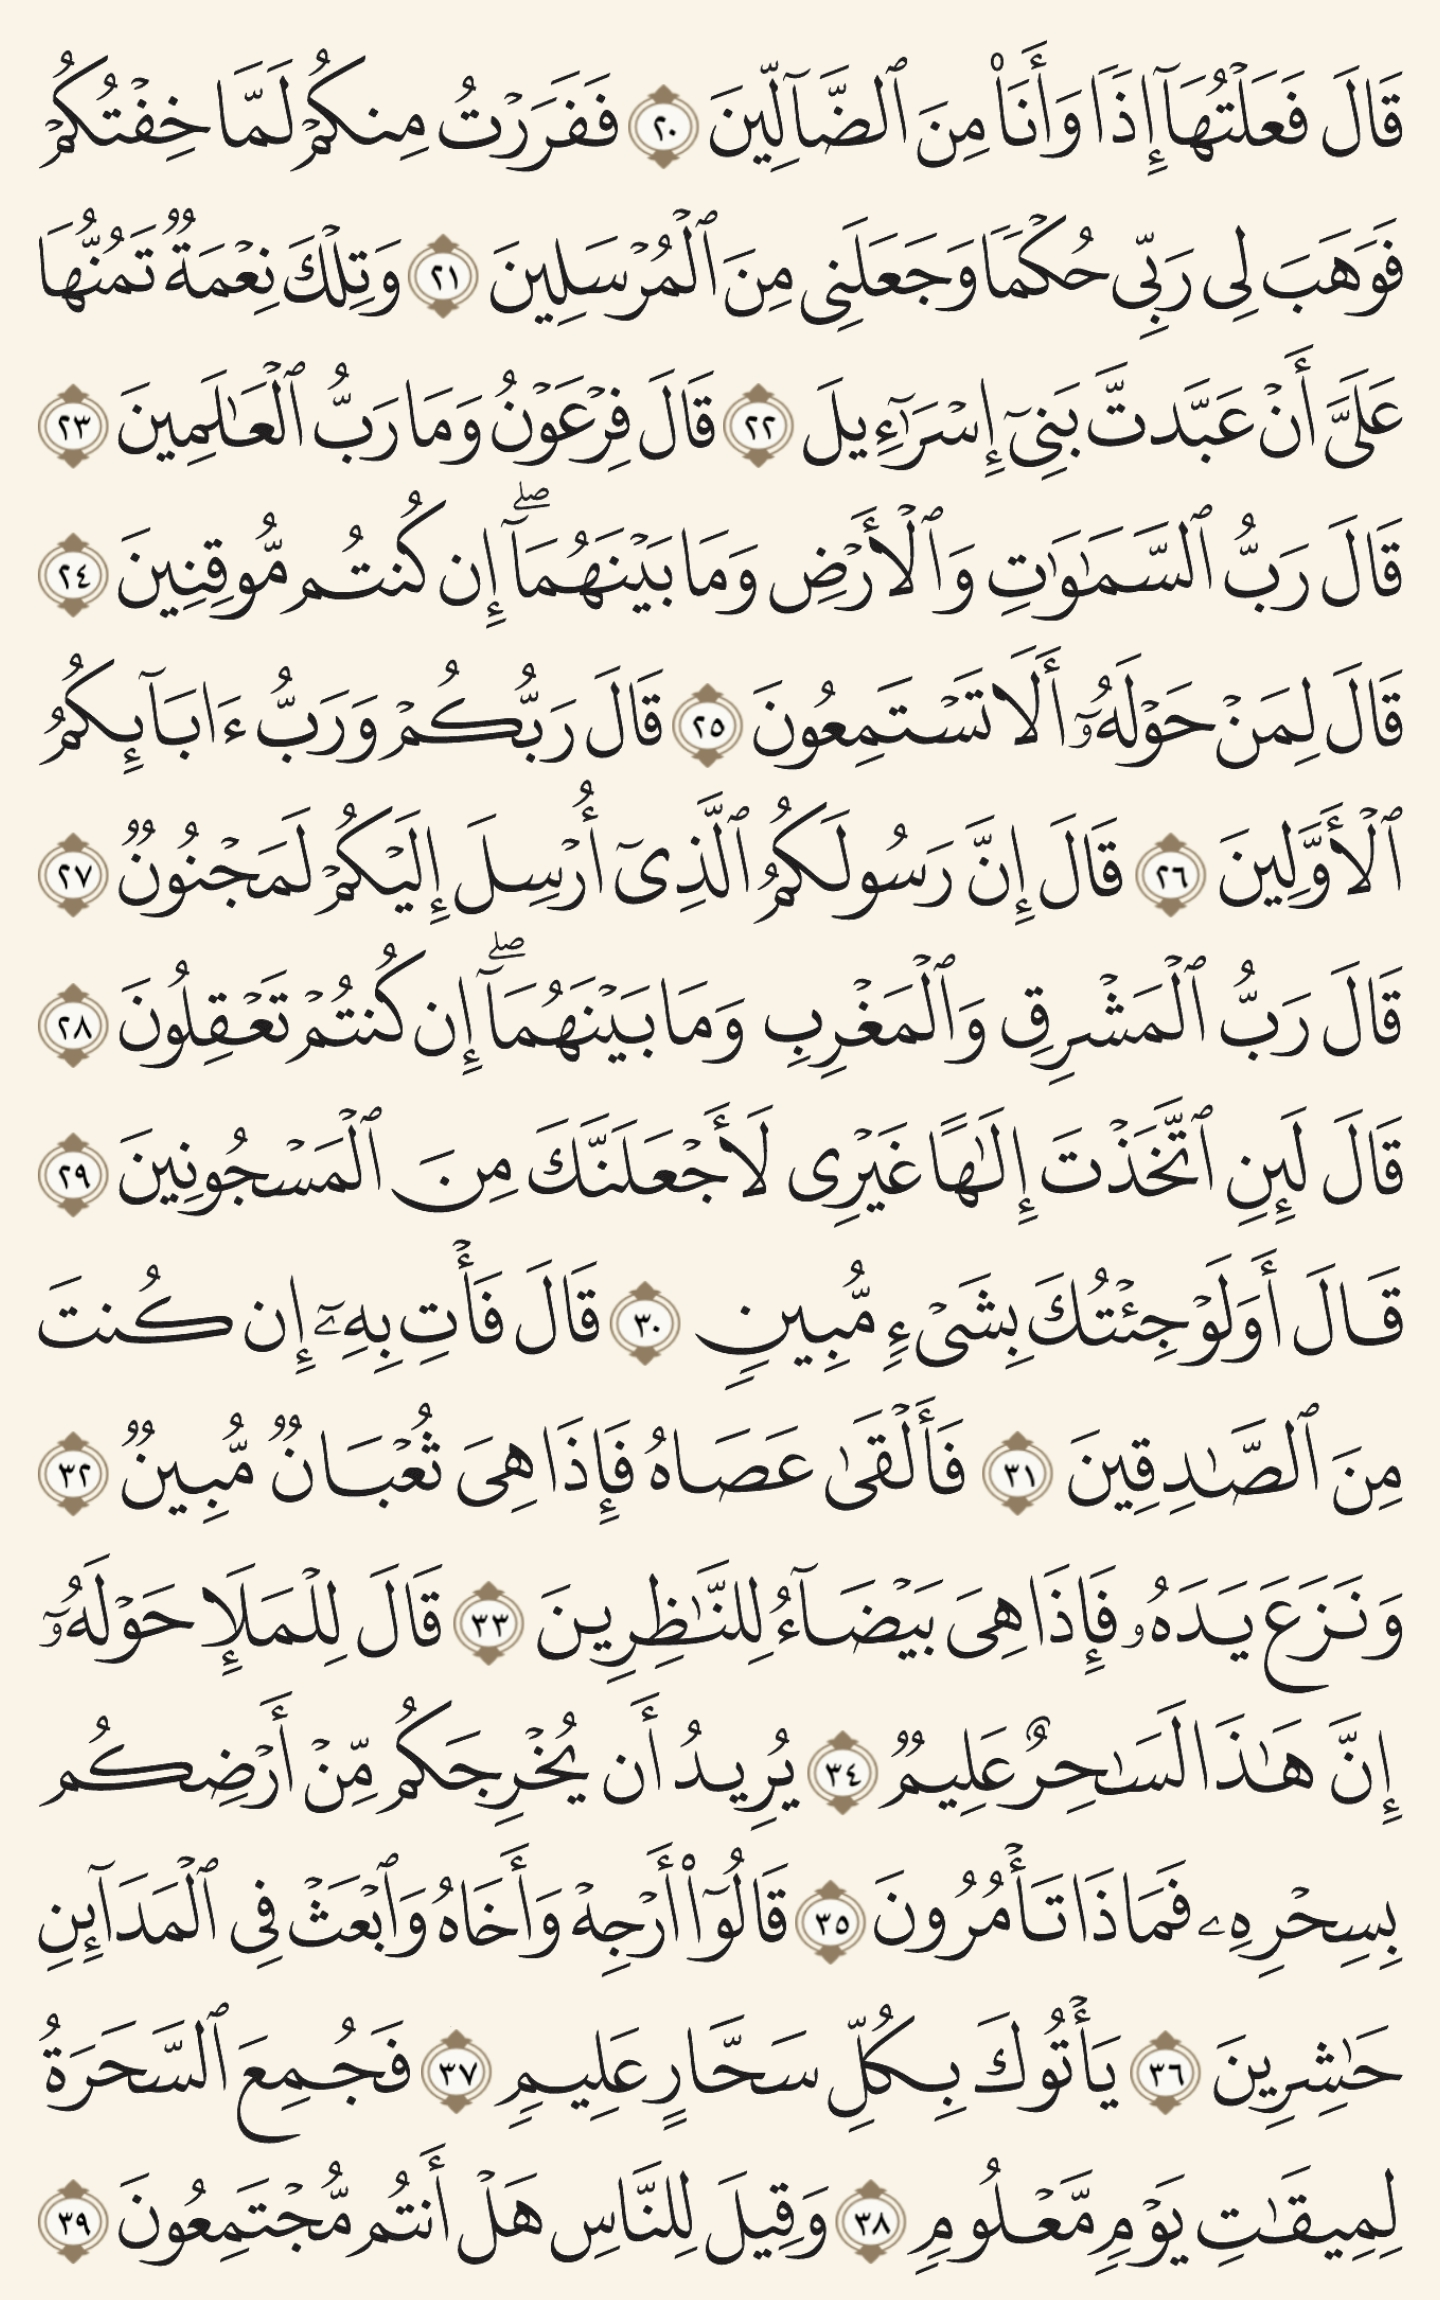 قَالَ فَعَلْتُهَآ إِذًا وَأَنَا۠ مِنَ ٱلضَّآلِّينَ ٢٠ فَفَرَرْتُ مِنكُمْ لَمَّا خِفْتُكُمْ
فَوَهَبَ لِى رَبِّى حُكْمًا وَجَعَلَنِى مِنَ ٱلْمُرْسَلِينَ ٢١ وَتِلْكَ نِعْمَةٌ تَمُنُّهَا
عَلَىَّ أَنْ عَبَّدتَّ بَنِىٓ إِسْرَٰٓءِيلَ ٢٢ قَالَ فِرْعَوْنُ وَمَا رَبُّ ٱلْعَـٰلَمِينَ ٢٣
قَالَ رَبُّ ٱلسَّمَـٰوَٰتِ وَٱلْأَرْضِ وَمَا بَيْنَهُمَآ ۖ إِن كُنتُم مُّوقِنِينَ ٢٤
قَالَ لِمَنْ حَوْلَهُۥٓ أَلَا تَسْتَمِعُونَ ٢٥ قَالَ رَبُّكُمْ وَرَبُّ ءَابَآئِكُمُ
ٱلْأَوَّلِينَ ٢٦ قَالَ إِنَّ رَسُولَكُمُ ٱلَّذِىٓ أُرْسِلَ إِلَيْكُمْ لَمَجْنُونٌ ٢٧
قَالَ رَبُّ ٱلْمَشْرِقِ وَٱلْمَغْرِبِ وَمَا بَيْنَهُمَآ ۖ إِن كُنتُمْ تَعْقِلُونَ ٢٨
قَالَ لَئِنِ ٱتَّخَذْتَ إِلَـٰهًا غَيْرِى لَأَجْعَلَنَّكَ مِنَ ٱلْمَسْجُونِينَ ٢٩
قَالَ أَوَلَوْ جِئْتُكَ بِشَىْءٍ مُّبِينٍ ٣٠ قَالَ فَأْتِ بِهِۦٓ إِن كُنتَ
مِنَ ٱلصَّـٰدِقِينَ ٣١ فَأَلْقَىٰ عَصَاهُ فَإِذَا هِىَ ثُعْبَانٌ مُّبِينٌ ٣٢
وَنَزَعَ يَدَهُۥ فَإِذَا هِىَ بَيْضَآءُ لِلنَّـٰظِرِينَ ٣٣ قَالَ لِلْمَلَإِ حَوْلَهُۥٓ
إِنَّ هَـٰذَا لَسَـٰحِرٌ عَلِيمٌ ٣٤ يُرِيدُ أَن يُخْرِجَكُم مِّنْ أَرْضِكُم
بِسِحْرِهِۦ فَمَاذَا تَأْمُرُونَ ٣٥ قَالُوٓا۟ أَرْجِهْ وَأَخَاهُ وَٱبْعَثْ فِى ٱلْمَدَآئِنِ
حَـٰشِرِينَ ٣٦ يَأْتُوكَ بِكُلِّ سَحَّارٍ عَلِيمٍ ٣٧ فَجُمِعَ ٱلسَّحَرَةُ
لِمِيقَـٰتِ يَوْمٍ مَّعْلُومٍ ٣٨ وَقِيلَ لِلنَّاسِ هَلْ أَنتُم مُّجْتَمِعُونَ ٣٩